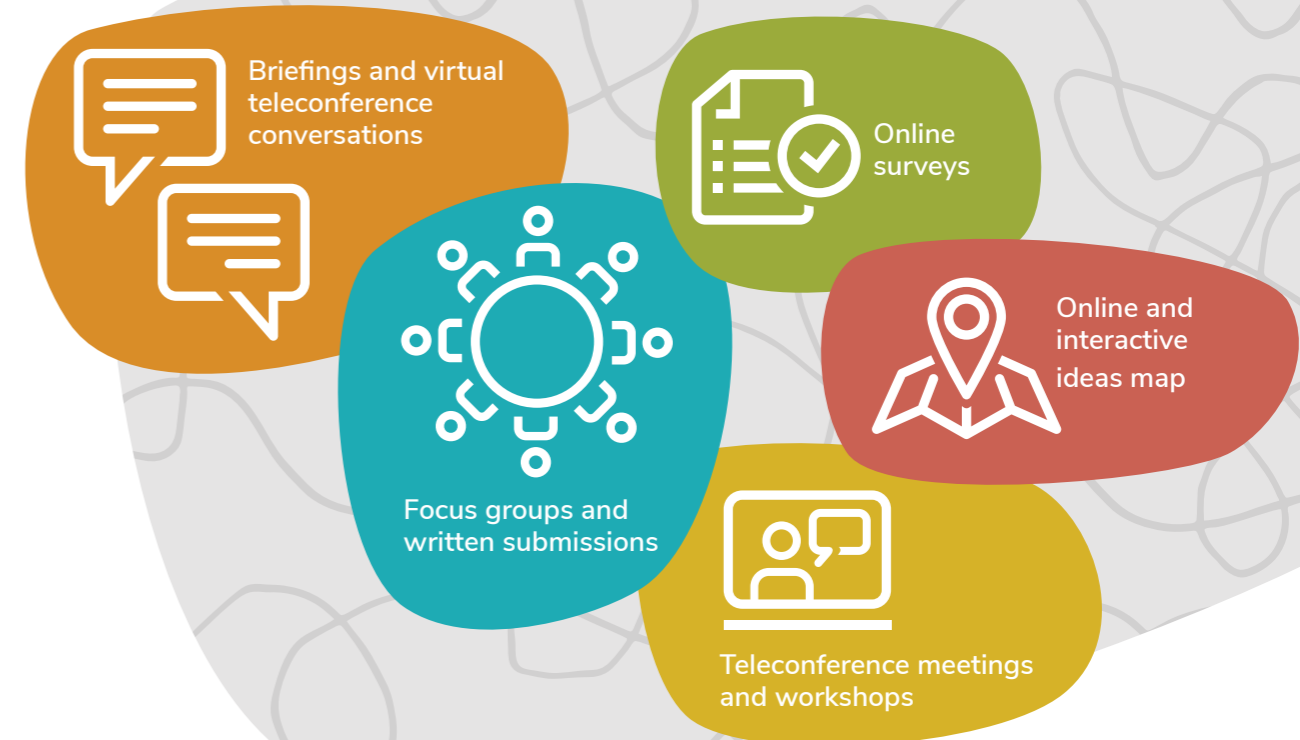 Briefings and virtual
teleconference
conversations
Online
surveys
Online and
interactive
ideas map
Focus groups and
written submissions
Teleconference meetings
and workshops